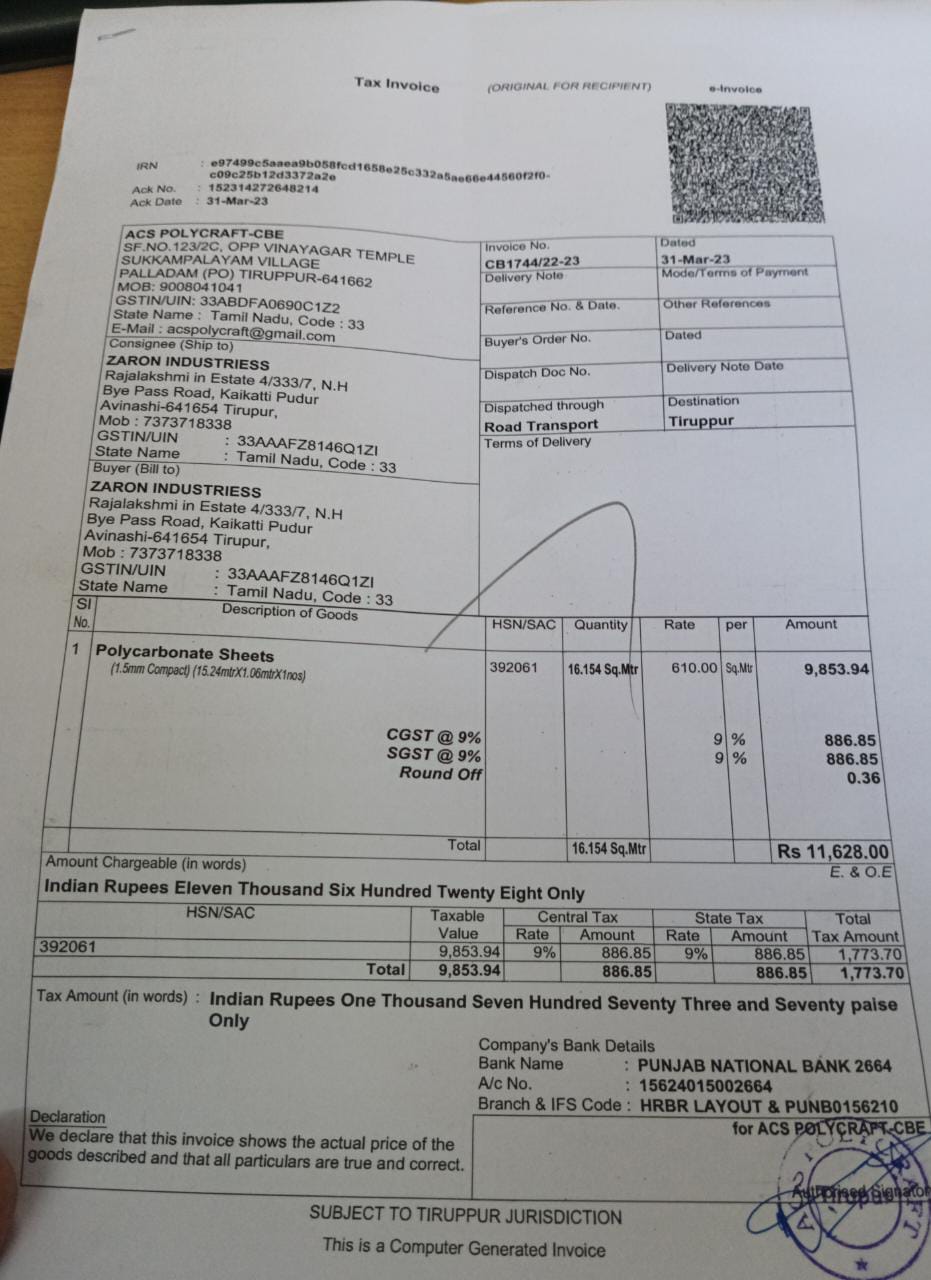 Tax Invoice (ORIGINAL FOR RECIPIENT) e-Invoice
IRN : e97499c5aaea9b058fcd1658e25c332a5ae66e44560f2f0-
c09c25b12d3372a2e
Ack No. : 152314272648214
Ack Date : 31-Mar-23
ACS POLYCRAFT-CBE
SF.NO.123/2C, OPP VINAYAGAR TEMPLE
SUKKAMPALAYAM VILLAGE
PALLADAM (PO) TIRUPPUR-641662
MOB: 9008041041
GSTIN/UIN: 33ABDFA0690C1Z2
State Name : Tamil Nadu, Code : 33
E-Mail : acspolycraft@gmail.com
Consignee (Ship to)
ZARON INDUSTRIESS
Rajalakshmi in Estate 4/333/7, N.H
Bye Pass Road, Kaikatti Pudur
Avinashi-641654 Tirupur,
Mob : 7373718338
GSTIN/UIN : 33AAAFZ8146Q1ZI
State Name : Tamil Nadu, Code : 33
Buyer (Bill to)
ZARON INDUSTRIESS
Rajalakshmi in Estate 4/333/7, N.H
Bye Pass Road, Kaikatti Pudur
Avinashi-641654 Tirupur,
Mob : 7373718338
GSTIN/UIN : 33AAAFZ8146Q1ZI
State Name : Tamil Nadu, Code : 33
Invoice No. Dated
CB1744/22-23 31-Mar-23
Delivery Note Mode/Terms of Payment
Reference No. & Date. Other References
Buyer's Order No. Dated
Dispatch Doc No. Delivery Note Date
Dispatched through Destination
Road Transport Tiruppur
Terms of Delivery
Sl No. Description of Goods HSN/SAC Quantity Rate per Amount
1 Polycarbonate Sheets 392061 16.154 Sq.Mtr 610.00 Sq.Mtr 9,853.94
(1.5mm Compact) (15.24mtrX1.06mtrX1nos)
CGST @ 9% 9 % 886.85
SGST @ 9% 9 % 886.85
Round Off 0.36
Total 16.154 Sq.Mtr Rs 11,628.00
Amount Chargeable (in words) E. & O.E
Indian Rupees Eleven Thousand Six Hundred Twenty Eight Only
HSN/SAC Taxable Value Central Tax State Tax Total Tax Amount
Rate Amount Rate Amount
392061 9,853.94 9% 886.85 9% 886.85 1,773.70
Total 9,853.94 886.85 886.85 1,773.70
Tax Amount (in words) : Indian Rupees One Thousand Seven Hundred Seventy Three and Seventy paise
Only
Company's Bank Details
Bank Name : PUNJAB NATIONAL BANK 2664
A/c No. : 15624015002664
Branch & IFS Code : HRBR LAYOUT & PUNB0156210
Declaration
We declare that this invoice shows the actual price of the
goods described and that all particulars are true and correct.
for ACS POLYCRAFT-CBE
Authorised Signator
ACS POLYCRAFT
Tirupur
SUBJECT TO TIRUPPUR JURISDICTION
This is a Computer Generated Invoice